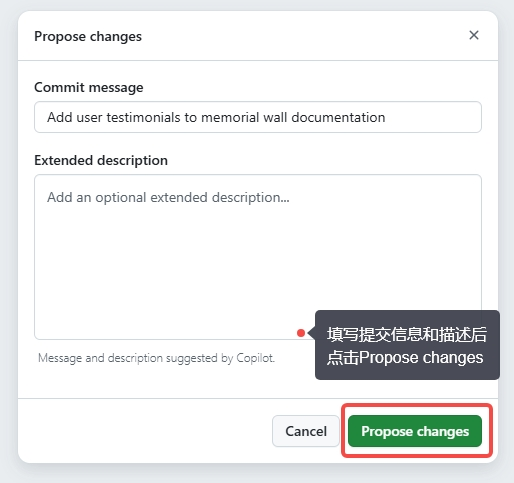 Propose changes
Commit message
Add user testimonials to memorial wall documentation
Extended description
Add an optional extended description...
填写提交信息和描述后
点击Propose changes
Message and description suggested by Copilot.
Cancel
Propose changes